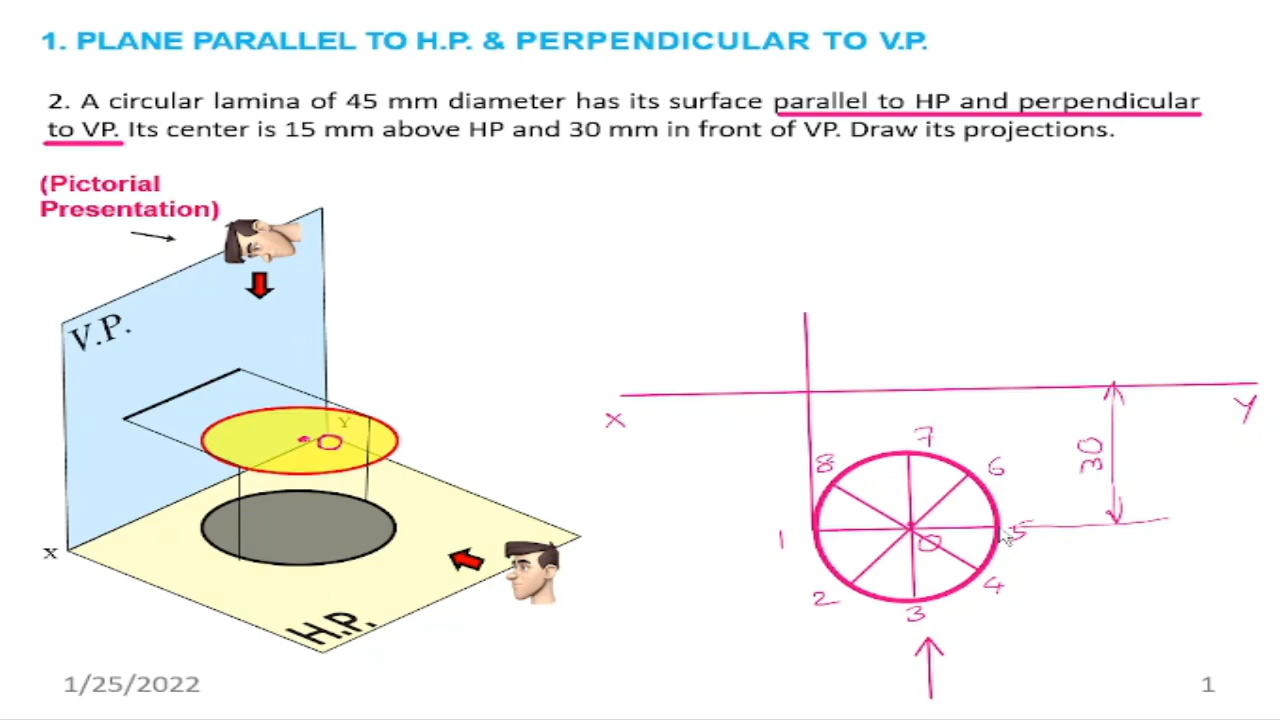 1. PLANE PARALLEL TO H.P. & PERPENDICULAR TO V.P.
2. A circular lamina of 45 mm diameter has its surface parallel to HP and perpendicular
to VP. Its center is 15 mm above HP and 30 mm in front of VP. Draw its projections.
(Pictorial
Presentation)
V.P.
Y
O
X
H.P.
X
Y
30
7
8
6
1
O
5
2
4
3
1/25/2022
1